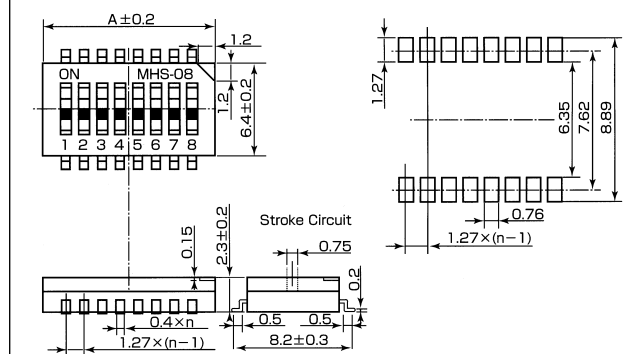 A±0.2
1.2
ON MHS-08
1.2
6.4±0.2
1 2 3 4 5 6 7 8
1.27
6.35
7.62
8.89
0.76
1.27×(n−1)
Stroke Circuit
0.15
2.3±0.2
0.75
0.2
0.4×n
1.27×(n−1)
0.5
0.5
8.2±0.3